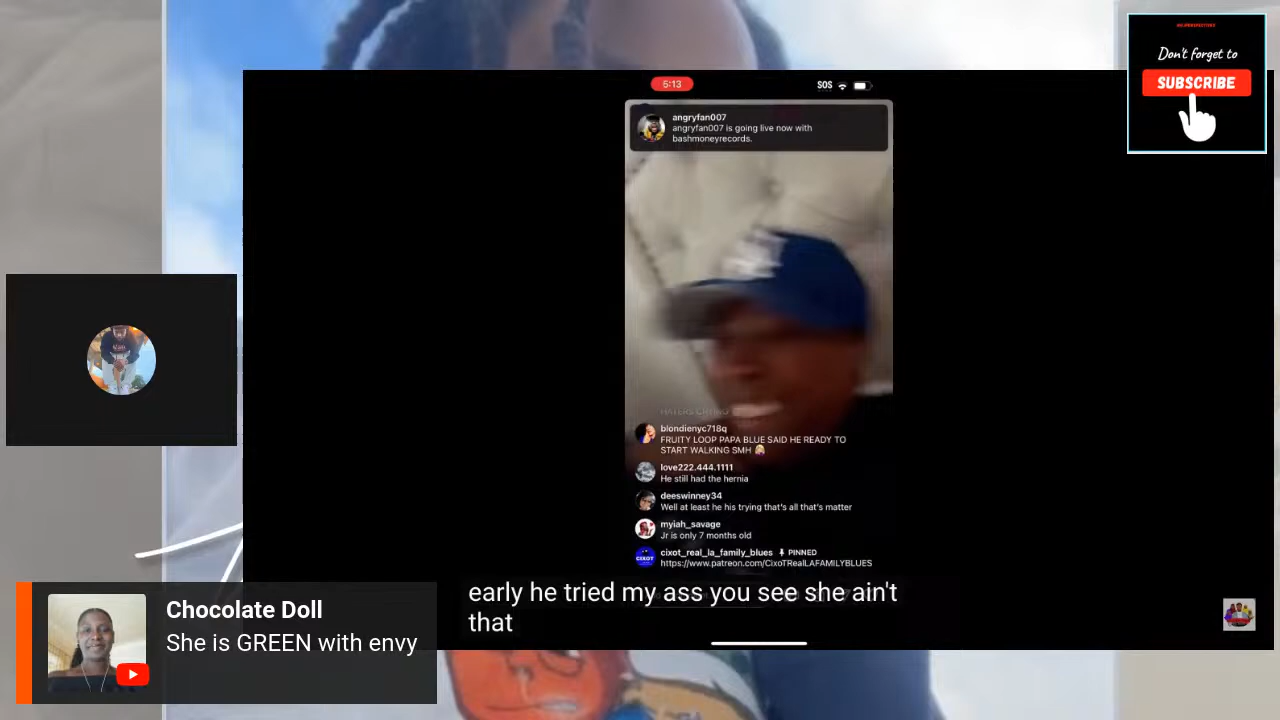 Don't forget to
SUBSCRIBE
5:13
SOS
angryfan007
angryfan007 is going live now with
bashmoneyrecords.
HATERS CRYING
blondienyc718q
FRUITY LOOP PAPA BLUE SAID HE READY TO
START WALKING SMH
love222.444.1111
He still had the hernia
deeswinney34
Well at least he his trying that's all that's matter
myiah_savage
Jr is only 7 months old
cixot_real_la_family_blues PINNED
https://www.patreon.com/CixoTRealLAFAMILYBLUES
CIXOT
early he tried my ass you see she ain't
that
Chocolate Doll
She is GREEN with envy